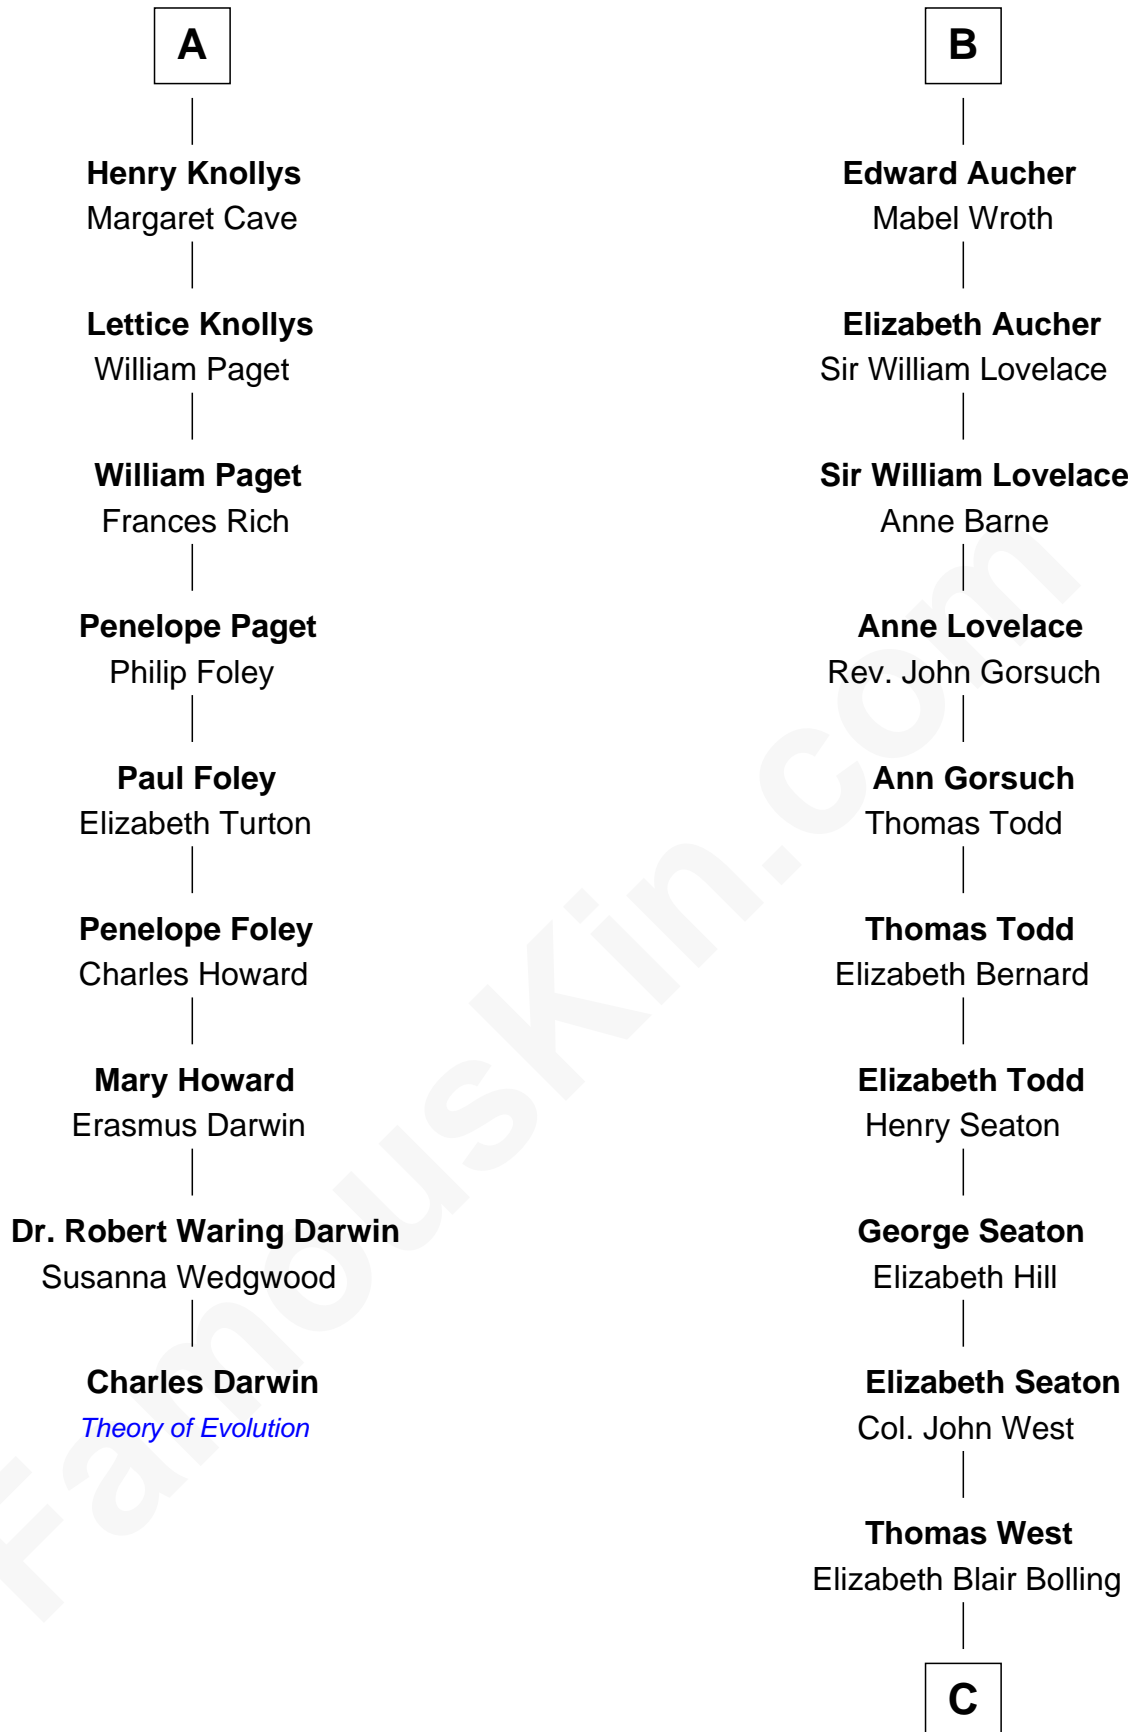 A
Henry Knollys
Margaret Cave
Lettice Knollys
William Paget
William Paget
Frances Rich
Penelope Paget
Philip Foley
Paul Foley
Elizabeth Turton
Penelope Foley
Charles Howard
Mary Howard
Erasmus Darwin
Dr. Robert Waring Darwin
Susanna Wedgwood
Charles Darwin
Theory of Evolution
B
Edward Aucher
Mabel Wroth
Elizabeth Aucher
Sir William Lovelace
Sir William Lovelace
Anne Barne
Anne Lovelace
Rev. John Gorsuch
Ann Gorsuch
Thomas Todd
Thomas Todd
Elizabeth Bernard
Elizabeth Todd
Henry Seaton
George Seaton
Elizabeth Hill
Elizabeth Seaton
Col. John West
Thomas West
Elizabeth Blair Bolling
C
FamousKin.com